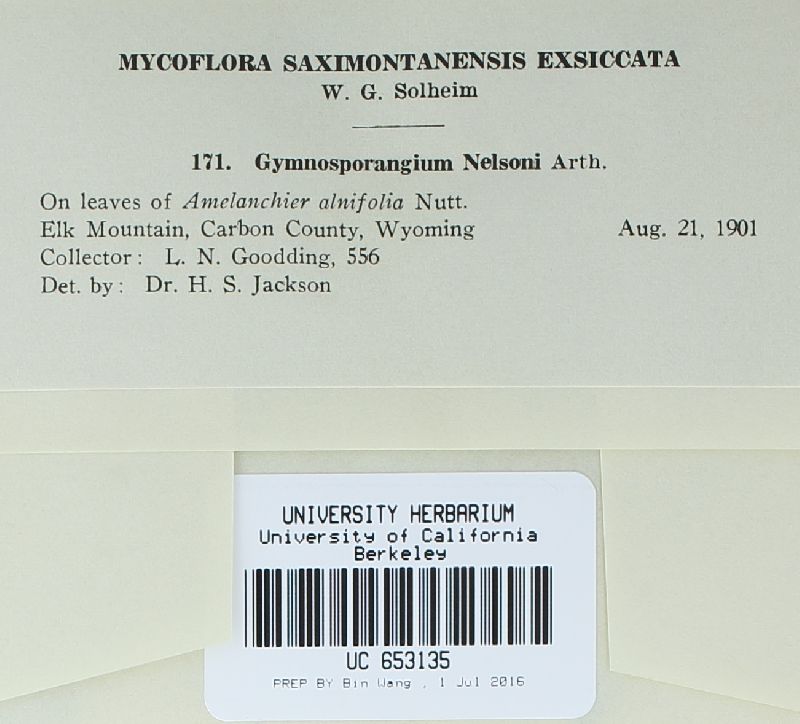 MYCOFLORA SAXIMONTANENSIS EXSICCATA
W. G. Solheim
171. Gymnosporangium Nelsoni Arth.
On leaves of Amelanchier alnifolia Nutt.
Elk Mountain, Carbon County, Wyoming Aug. 21, 1901
Collector: L. N. Goodding, 556
Det. by: Dr. H. S. Jackson
UNIVERSITY HERBARIUM
University of California
Berkeley
UC 653135
PREP BY Bin Wang , 1 Jul 2016